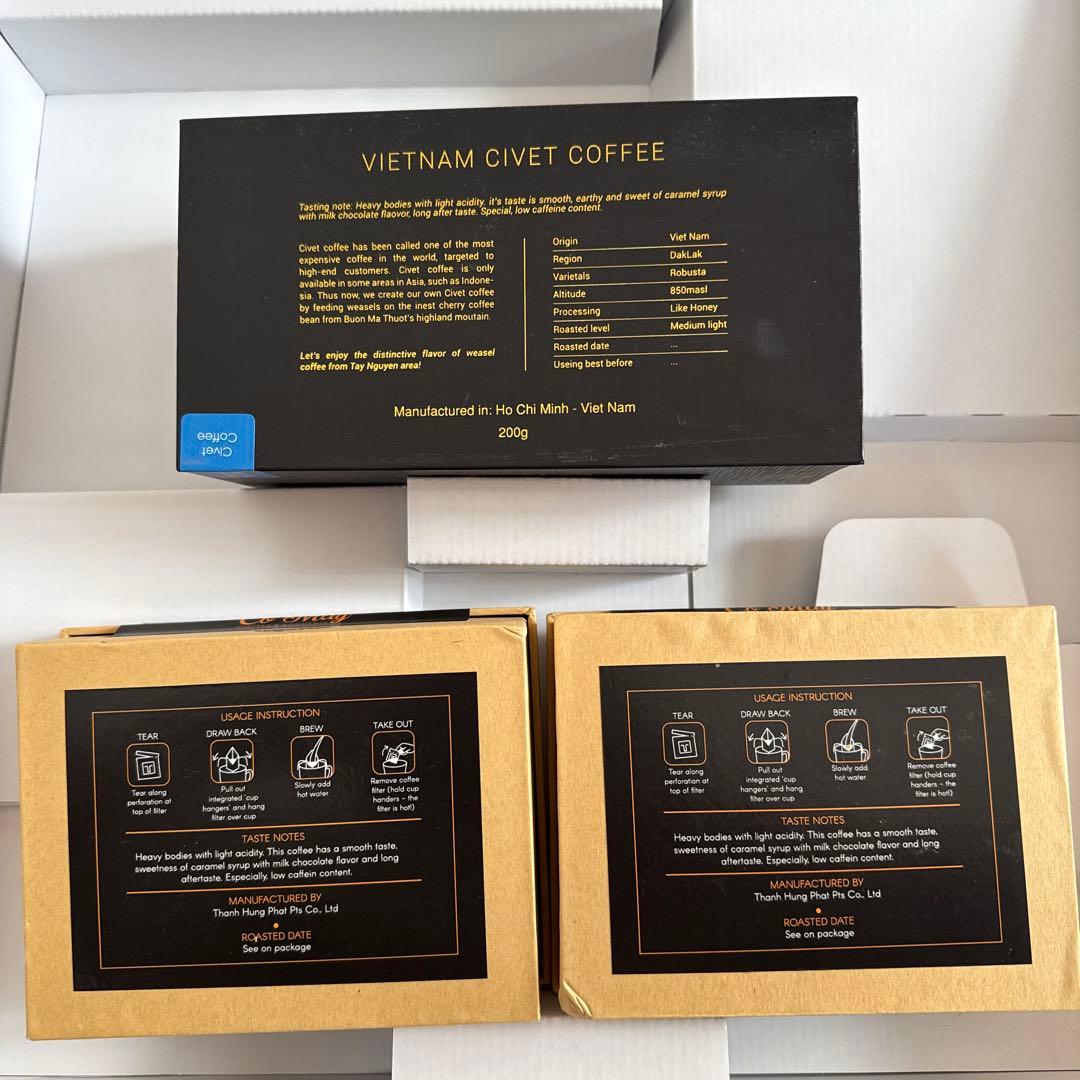 VIETNAM CIVET COFFEE
Tasting note: Heavy bodies with light acidity. it's taste is smooth, earthy and sweet of caramel syrup
with milk chocolate flaovor, long after taste. Special, low caffeine content.
Civet coffee has been called one of the most
expensive coffee in the world, targeted to
high-end customers. Civet coffee is only
available in some areas in Asia, such as Indone-
sia. Thus now, we create our own Civet coffee
by feeding weasels on the inest cherry coffee
bean from Buon Ma Thuot's highland moutain.
Let's enjoy the distinctive flavor of weasel
coffee from Tay Nguyen area!
Origin Viet Nam
Region DakLak
Varietals Robusta
Altitude 850masl
Processing Like Honey
Roasted level Medium light
Roasted date ...
Useing best before ...
Manufactured in: Ho Chi Minh - Viet Nam
200g
Civet
Coffee
USAGE INSTRUCTION
TEAR
Tear along
perforation at
top of filter
DRAW BACK
Pull out
integrated 'cup
hangers' and hang
filter over cup
BREW
Slowly add
hot water
TAKE OUT
Remove coffee
filter (hold cup
handers - the
filter is hot!)
TASTE NOTES
Heavy bodies with light acidity. This coffee has a smooth taste,
sweetness of caramel syrup with milk chocolate flavor and long
aftertaste. Especially, low caffein content.
MANUFACTURED BY
Thanh Hung Phat Pts Co., Ltd
ROASTED DATE
See on package
USAGE INSTRUCTION
TEAR
Tear along
perforation at
top of filter
DRAW BACK
Pull out
integrated 'cup
hangers' and hang
filter over cup
BREW
Slowly add
hot water
TAKE OUT
Remove coffee
filter (hold cup
handers - the
filter is hot!)
TASTE NOTES
Heavy bodies with light acidity. This coffee has a smooth taste,
sweetness of caramel syrup with milk chocolate flavor and long
aftertaste. Especially, low caffein content.
MANUFACTURED BY
Thanh Hung Phat Pts Co., Ltd
ROASTED DATE
See on package